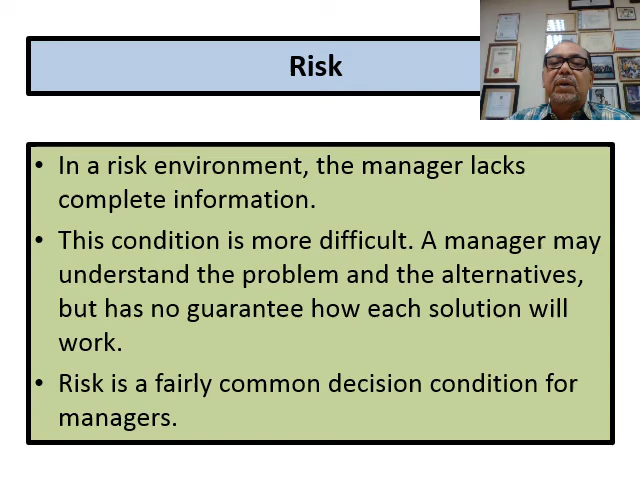 Risk
• In a risk environment, the manager lacks
complete information.
• This condition is more difficult. A manager may
understand the problem and the alternatives,
but has no guarantee how each solution will
work.
• Risk is a fairly common decision condition for
managers.